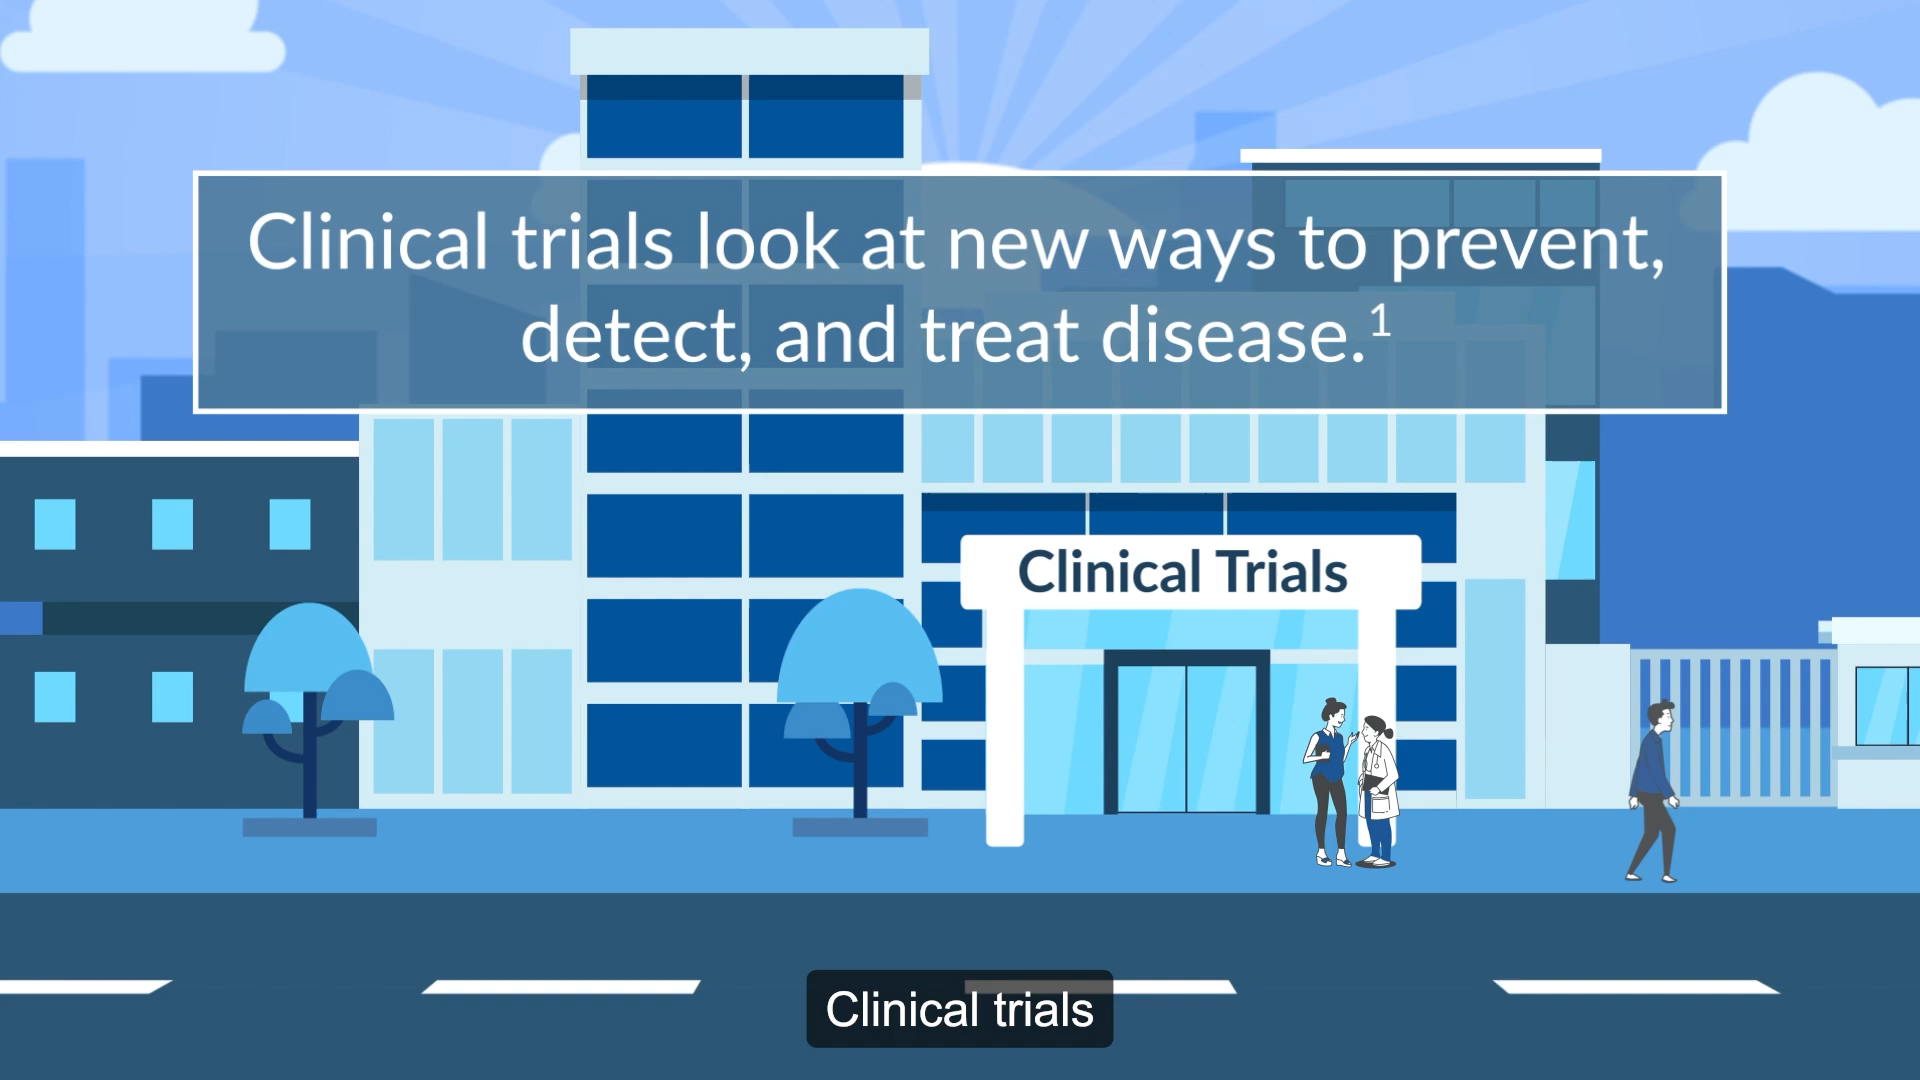 Clinical trials look at new ways to prevent,
detect, and treat disease.¹
Clinical Trials
Clinical trials